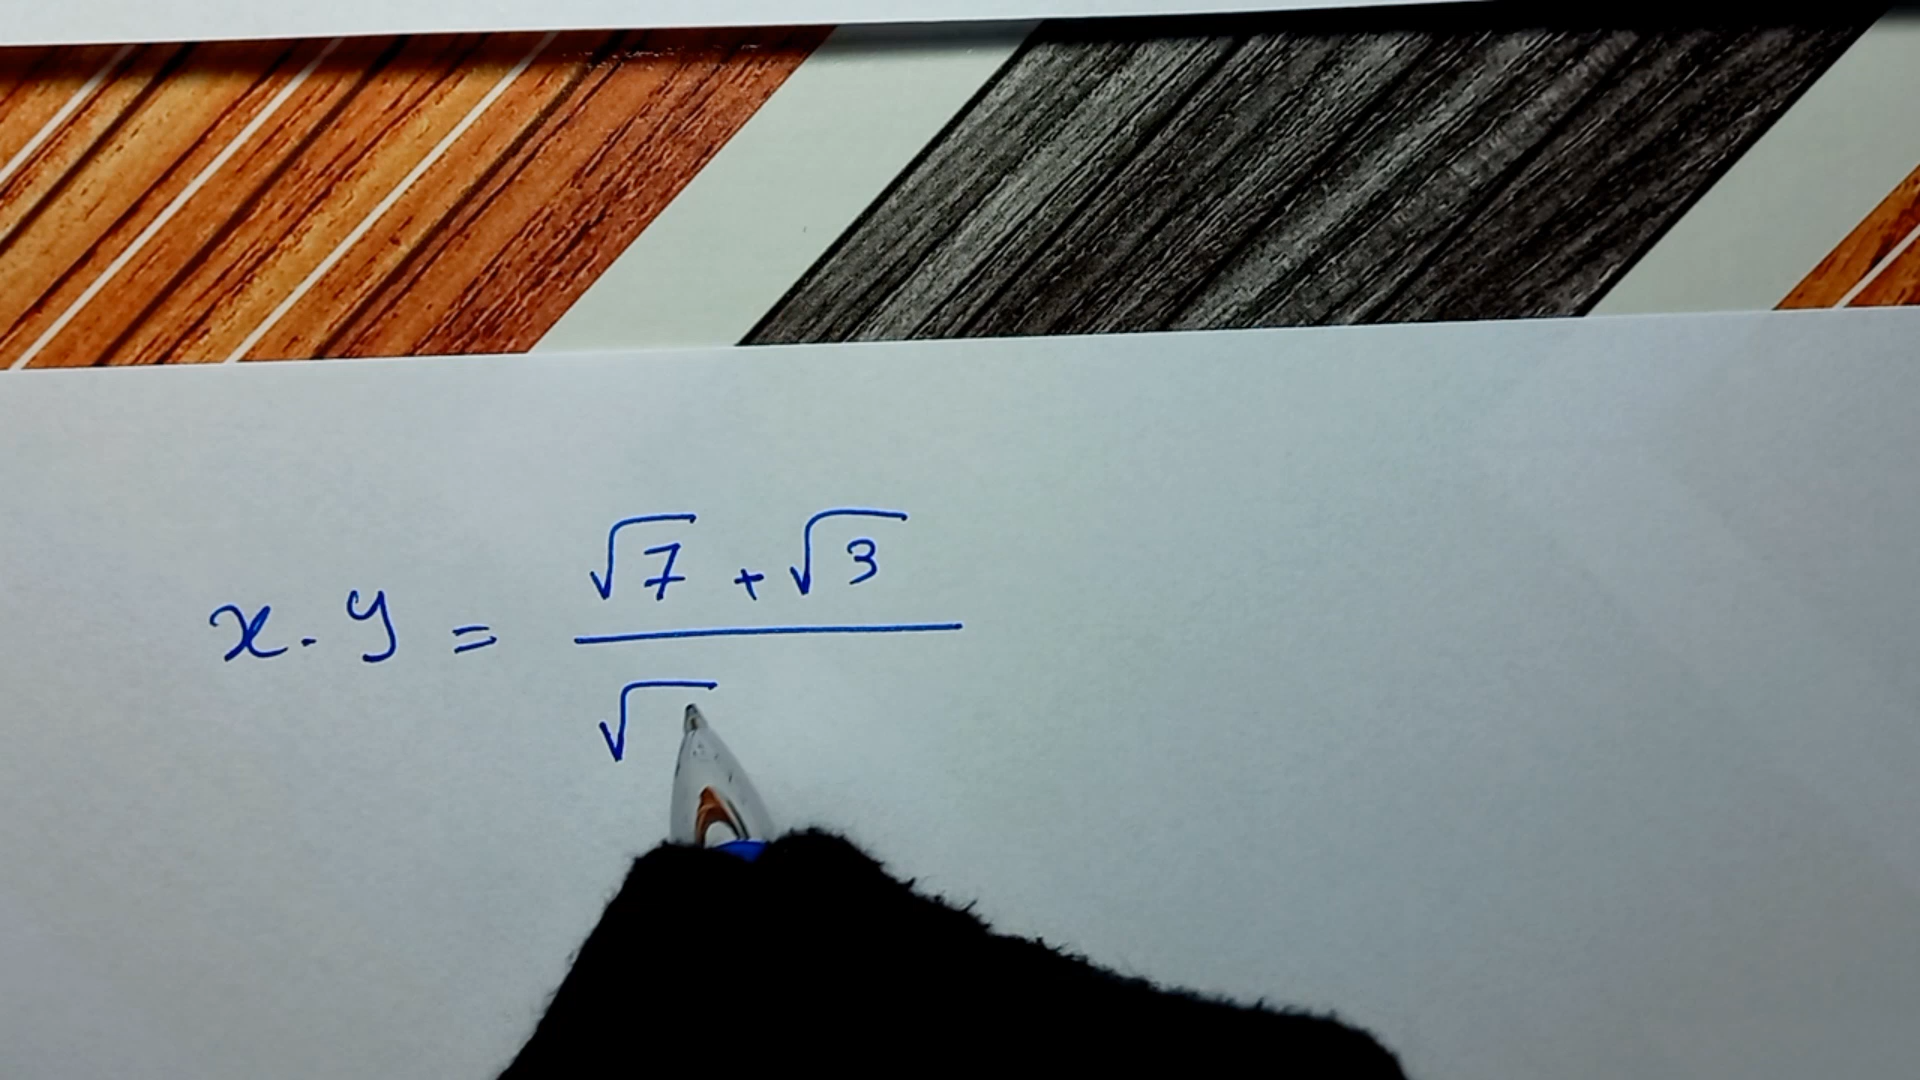 x . y = (√7 + √3) / √